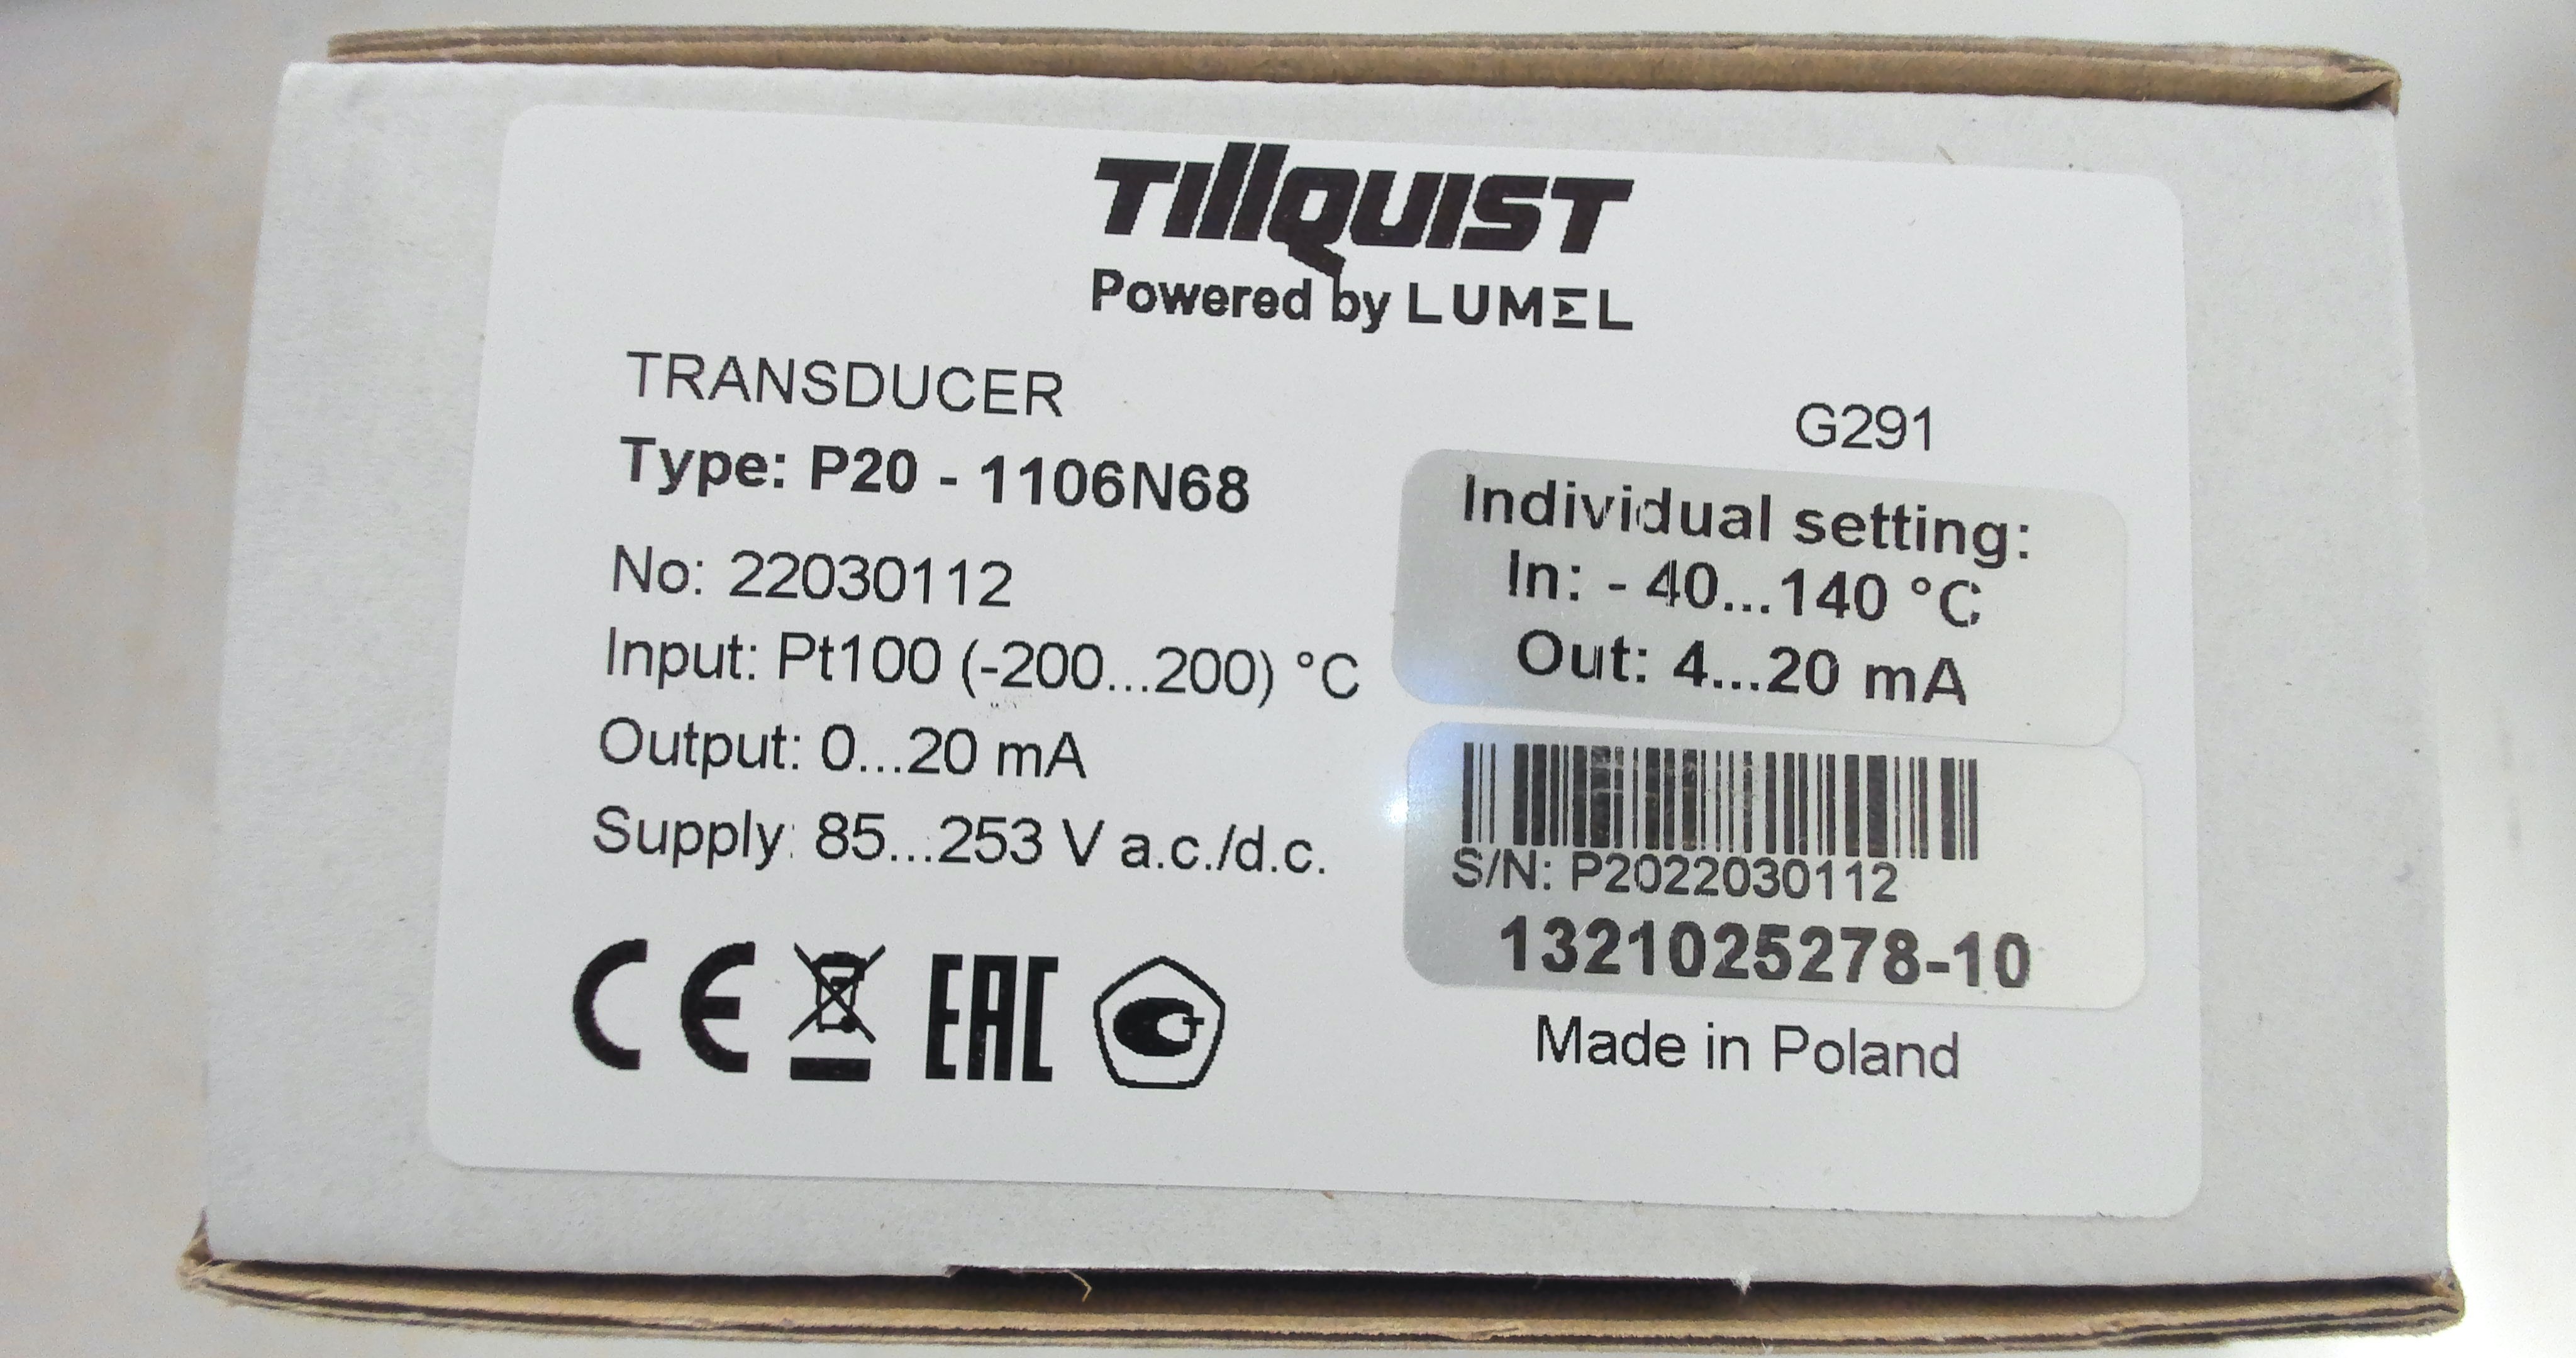 TILLQUIST
Powered by LUMEL
TRANSDUCER
G291
Type: P20 - 1106N68
No: 22030112
Input: Pt100 (-200...200) °C
Output: 0...20 mA
Supply: 85...253 V a.c./d.c.
Individual setting:
In: - 40...140 °C
Out: 4...20 mA
S/N: P2022030112
1321025278-10
Made in Poland
CE
EAC